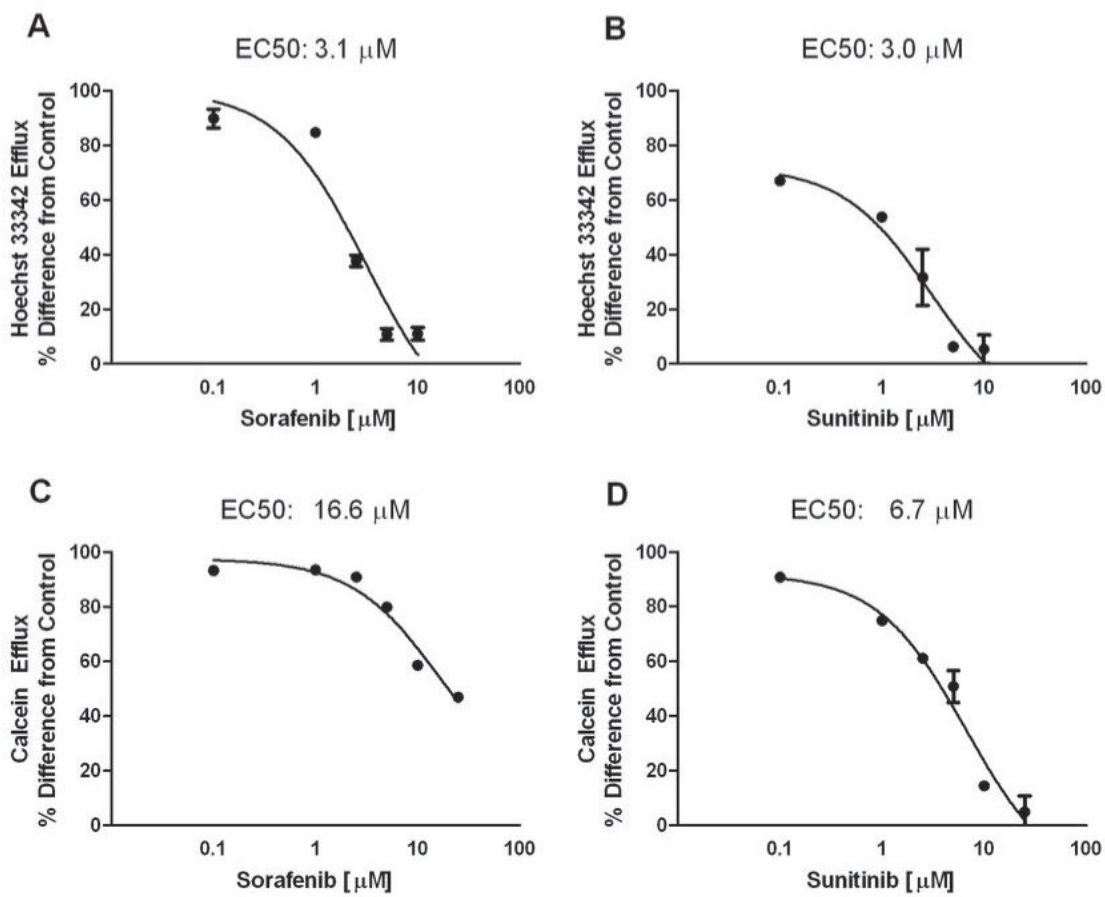 A
EC50: 3.1 μM
Hoechst 33342 Efflux
% Difference from Control
100
80
60
40
20
0
0.1 1 10 100
Sorafenib [μM]
B
EC50: 3.0 μM
Hoechst 33342 Efflux
% Difference from Control
100
80
60
40
20
0
0.1 1 10 100
Sunitinib [μM]
C
EC50: 16.6 μM
Calcein Efflux
% Difference from Control
100
80
60
40
20
0
0.1 1 10 100
Sorafenib [μM]
D
EC50: 6.7 μM
Calcein Efflux
% Difference from Control
100
80
60
40
20
0
0.1 1 10 100
Sunitinib [μM]